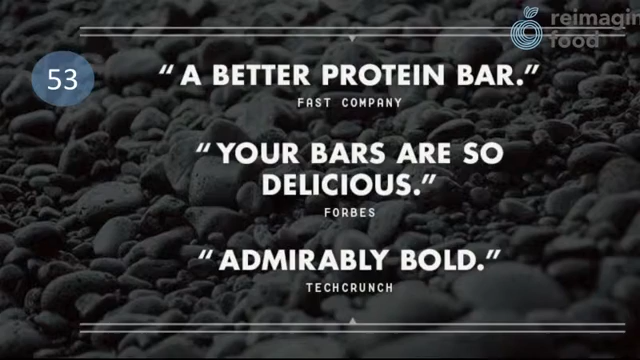 reimagin
food
53
“A BETTER PROTEIN BAR.”
FAST COMPANY
“YOUR BARS ARE SO
DELICIOUS.”
FORBES
“ADMIRABLY BOLD.”
TECHCRUNCH